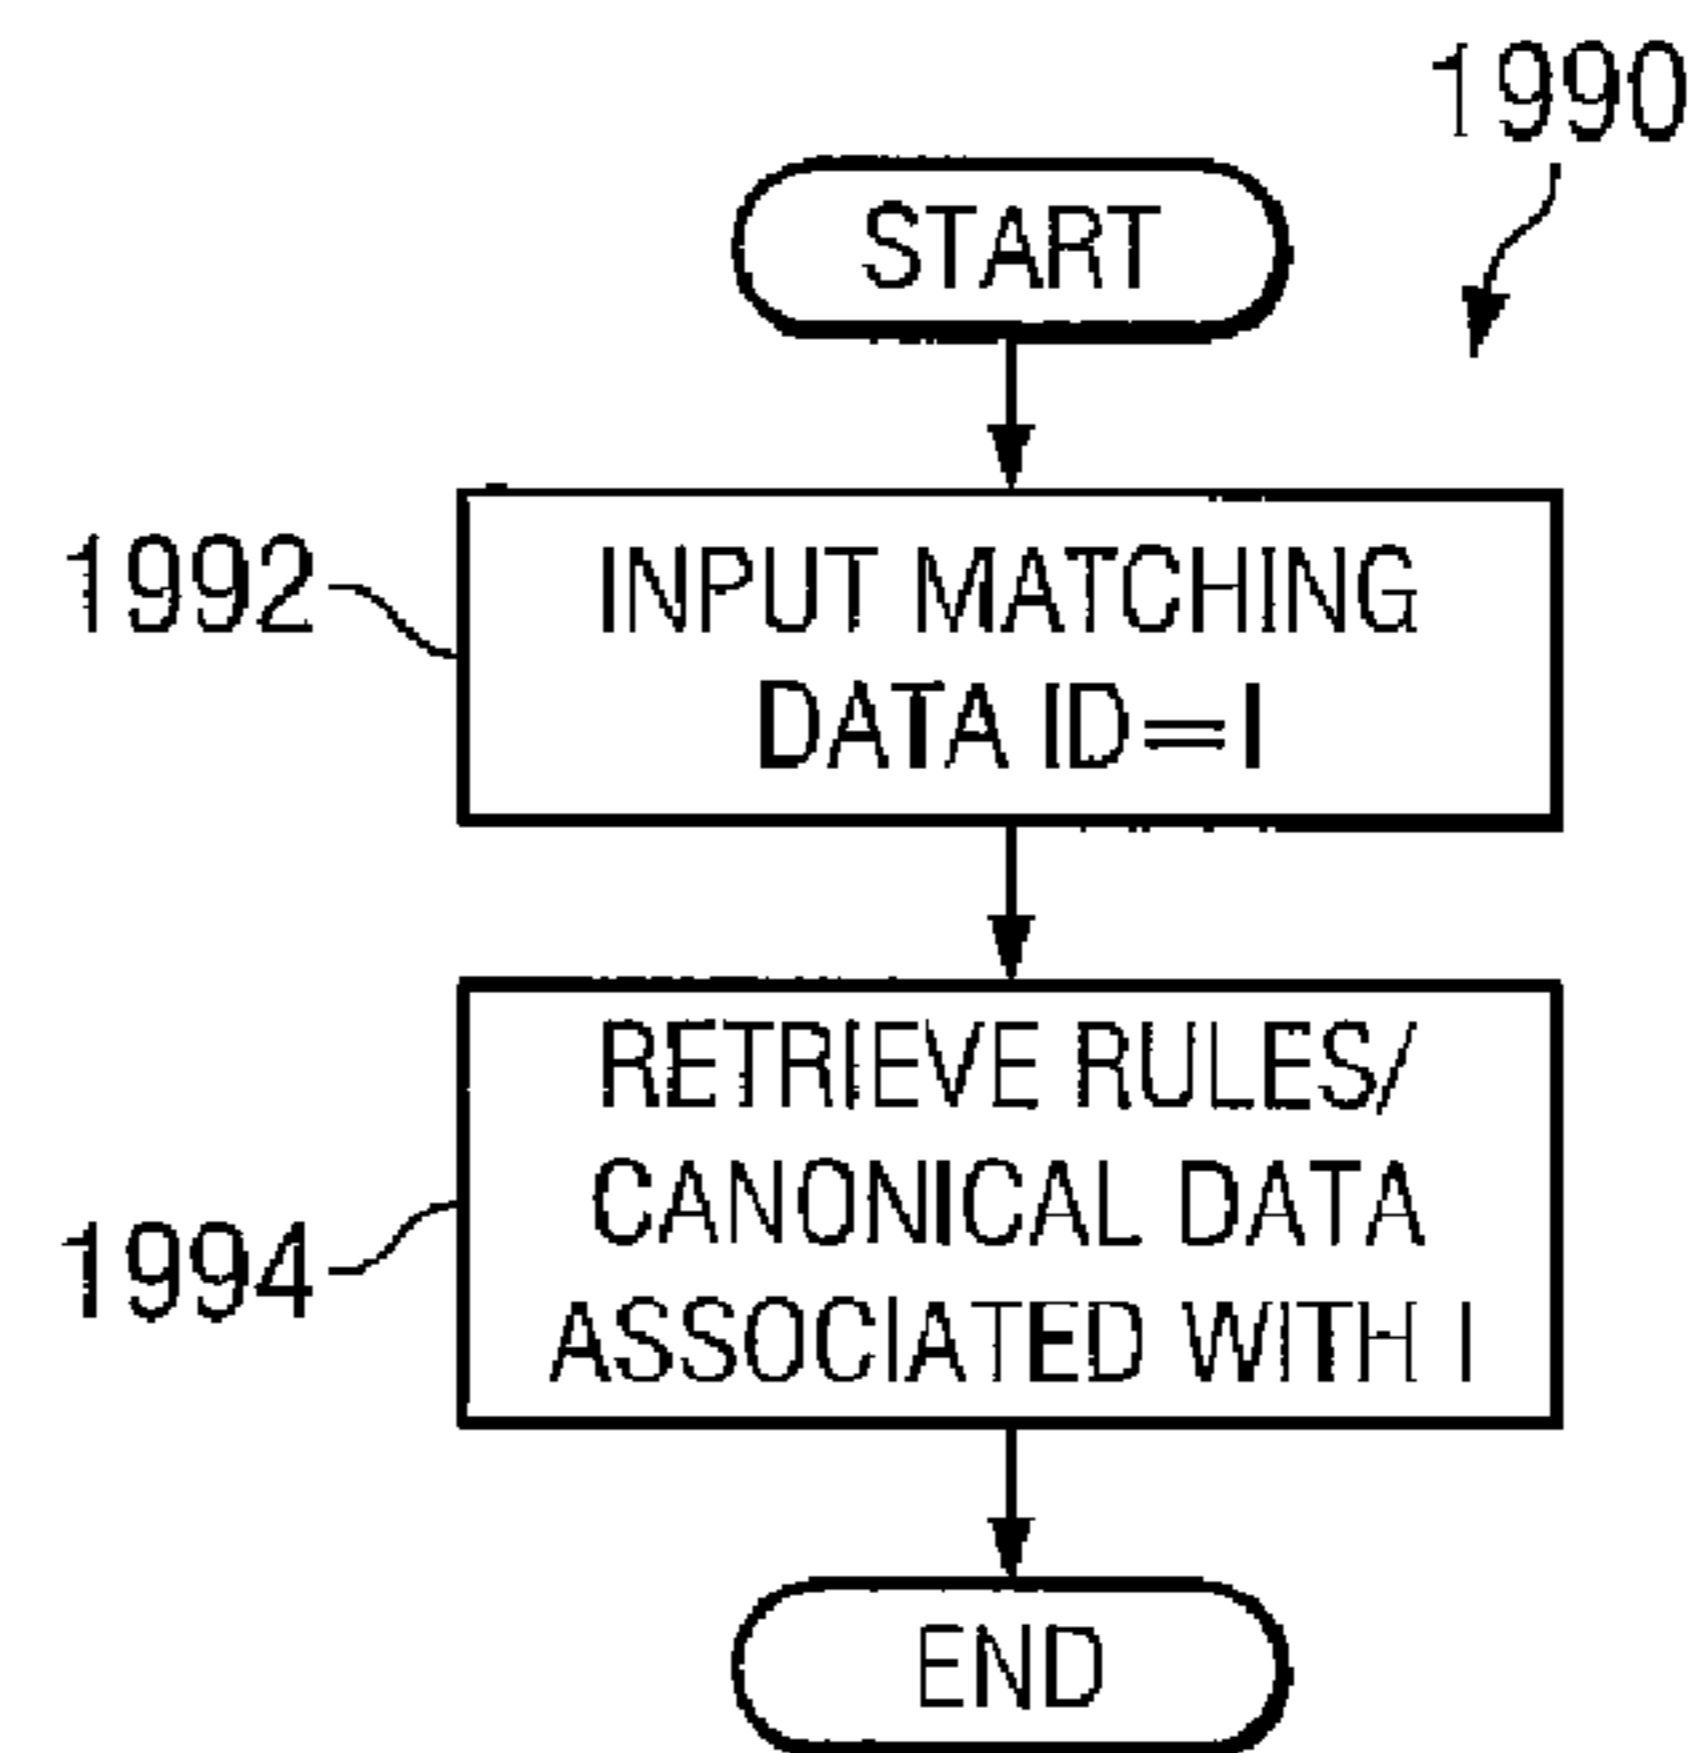 1990
START
1992
INPUT MATCHING
DATA ID=I
RETRIEVE RULES/
CANONICAL DATA
1994
ASSOCIATED WITH I
END